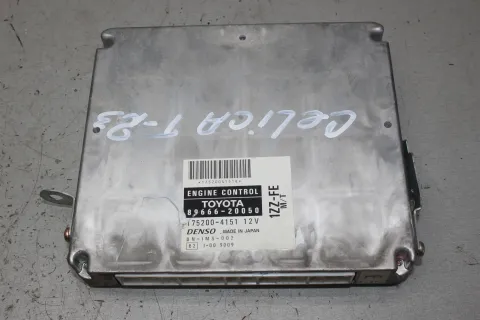 CELICA T-23
ENGINE CONTROL
TOYOTA
89666-20050
175200-4151 12V
DENSO MADE IN JAPAN
1ZZ-FE
M/T